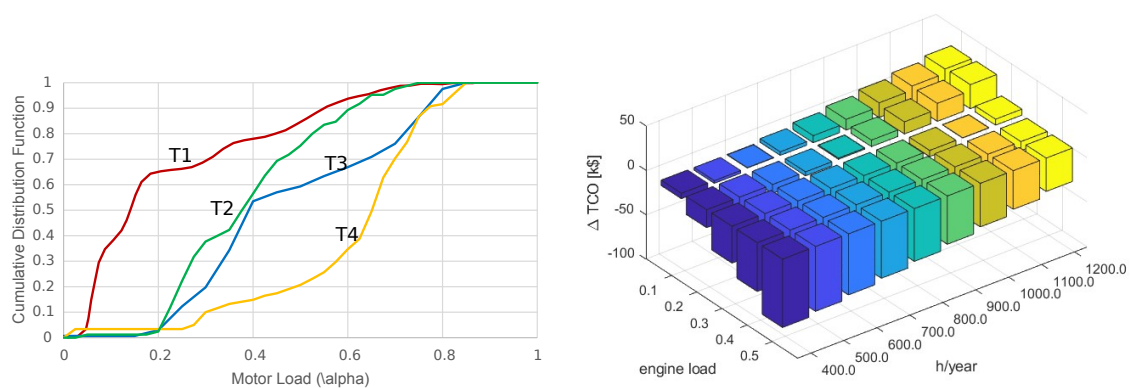 Cumulative Distribution Function
1
0.9
0.8
0.7
0.6
0.5
0.4
0.3
0.2
0.1
0
T1
T2
T3
T4
0 0.2 0.4 0.6 0.8 1
Motor Load (\alpha)
Δ TCO [k$]
50
0
-50
-100
0.1
0.2
0.3
0.4
0.5
engine load
400.0
500.0
600.0
700.0
800.0
900.0
1000.0
1200.0
h/year